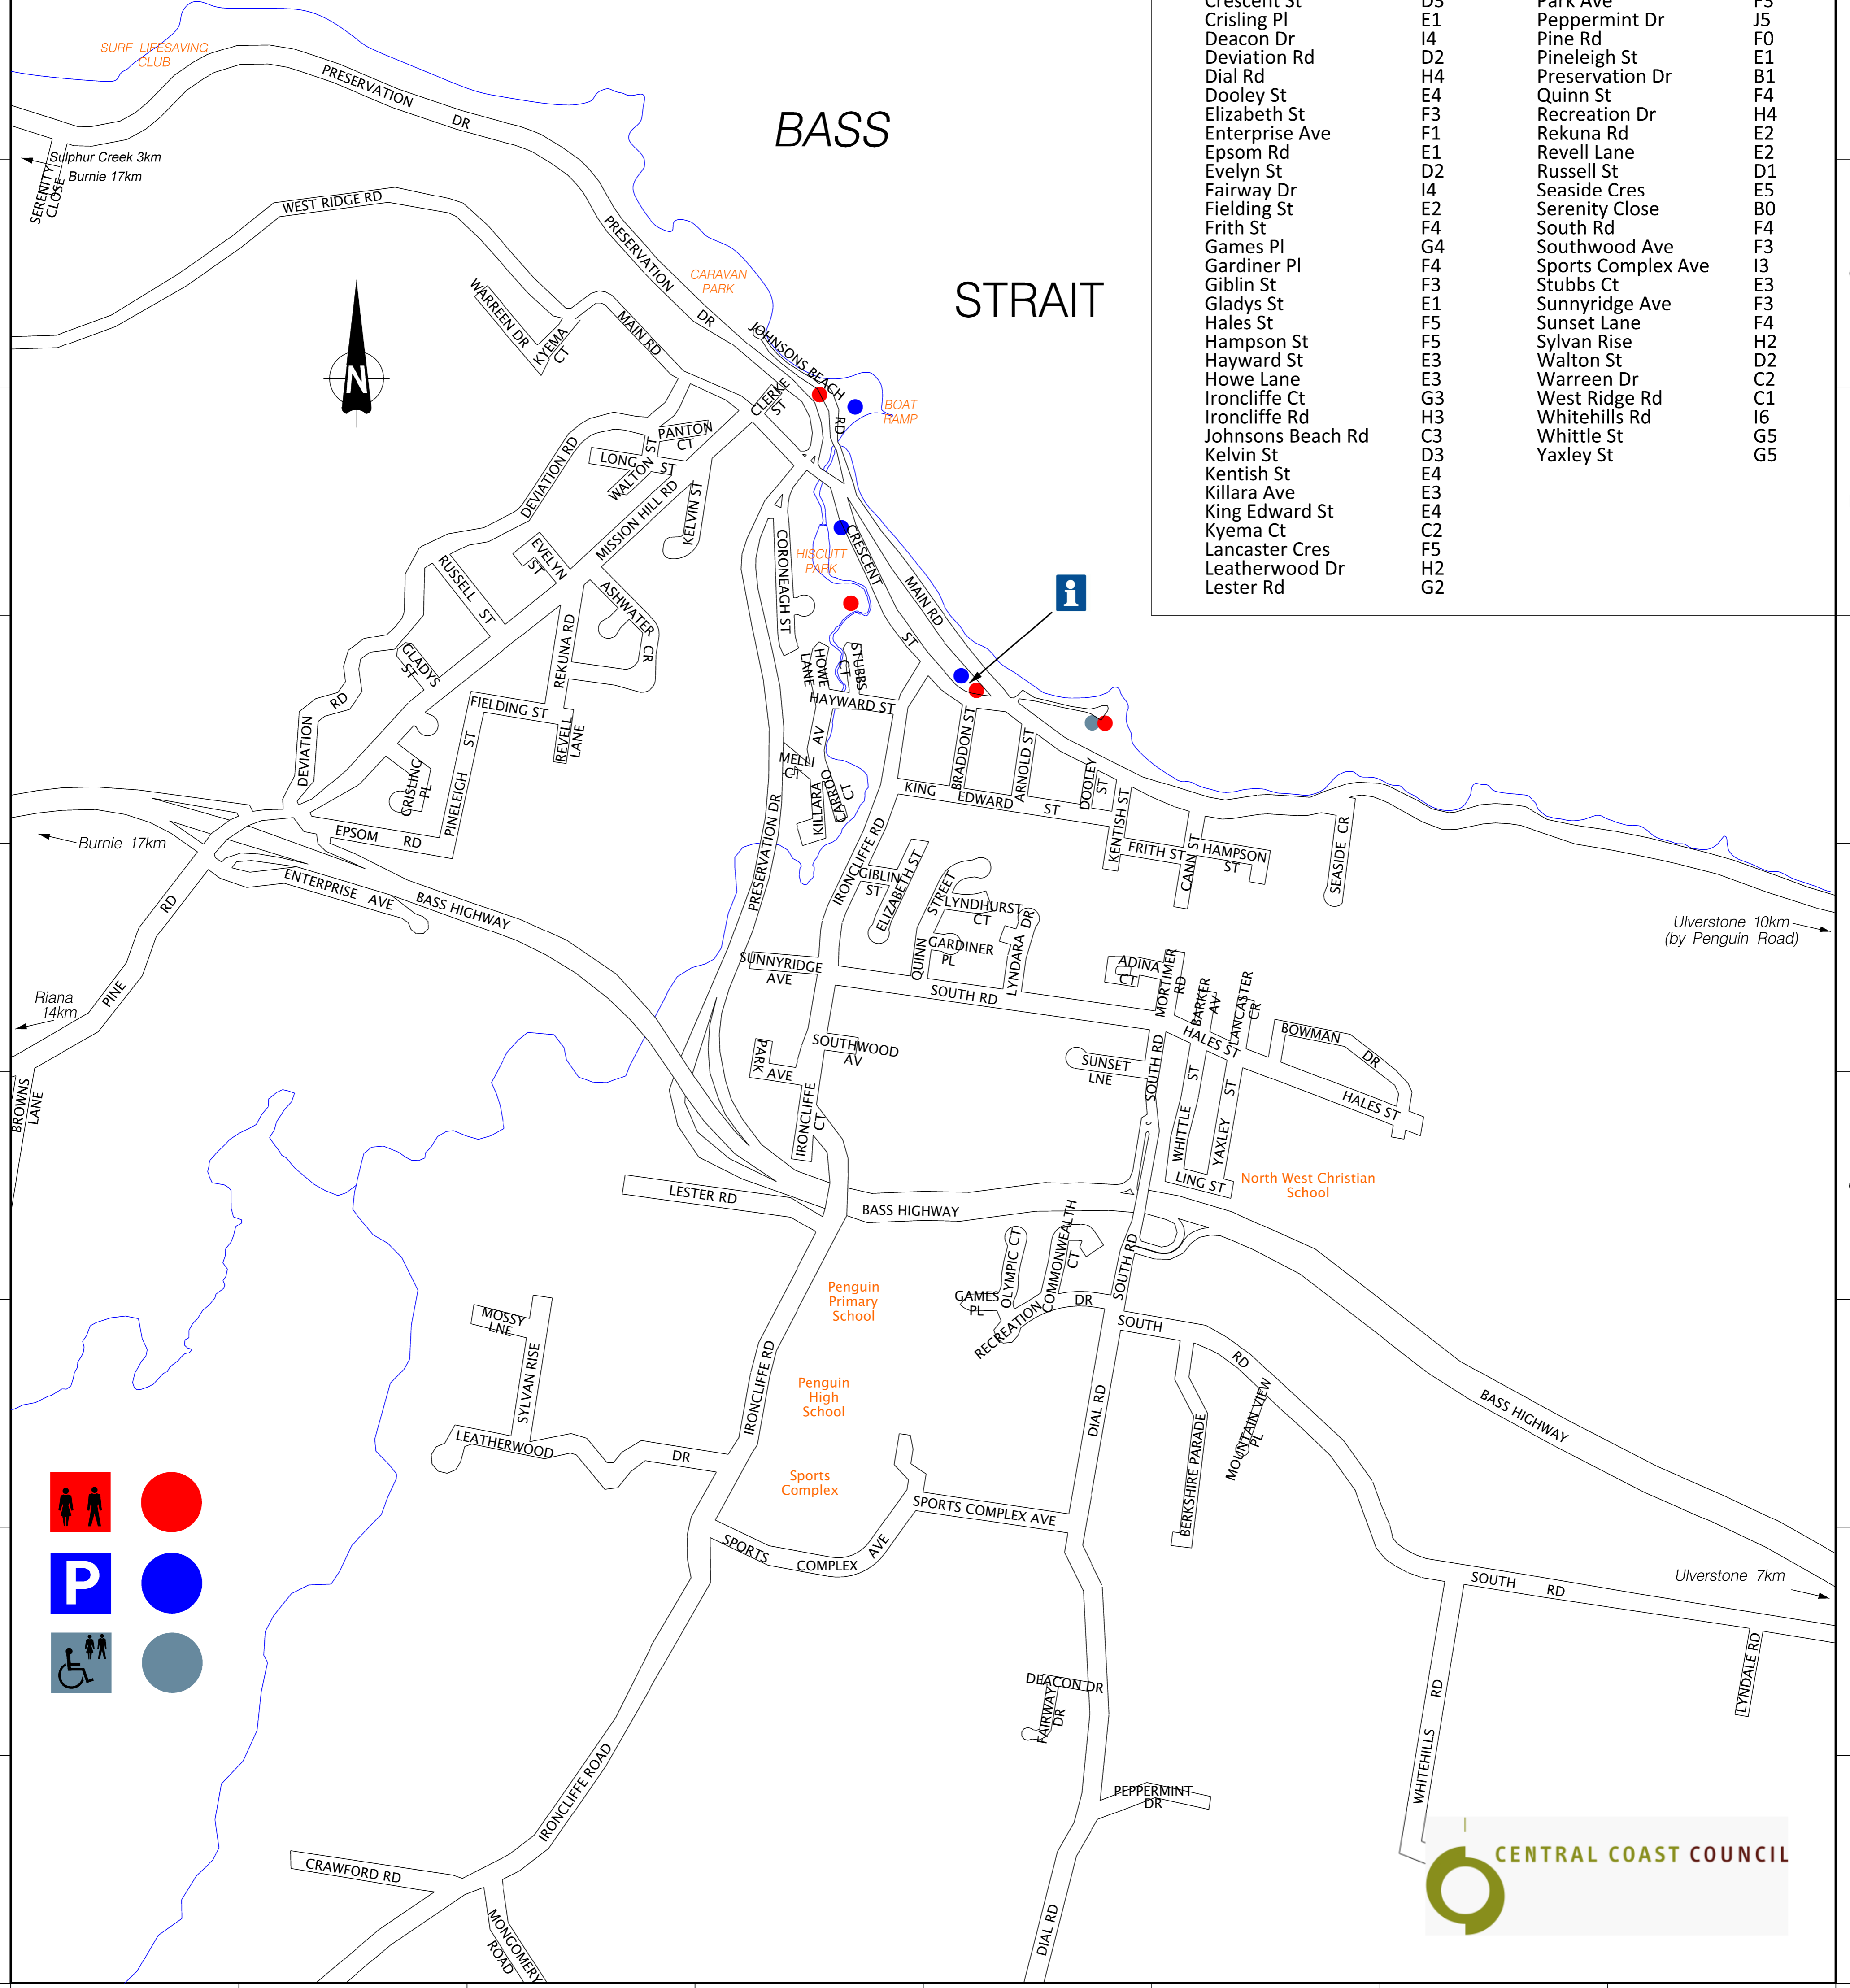 Crescent St D3 Park Ave F3
Crisling Pl E1 Peppermint Dr J5
Deacon Dr I4 Pine Rd F0
Deviation Rd D2 Pineleigh St E1
Dial Rd H4 Preservation Dr B1
Dooley St E4 Quinn St F4
Elizabeth St F3 Recreation Dr H4
Enterprise Ave F1 Rekuna Rd E2
Epsom Rd E1 Revell Lane E2
Evelyn St D2 Russell St D1
Fairway Dr I4 Seaside Cres E5
Fielding St E2 Serenity Close B0
Frith St F4 South Rd F4
Games Pl G4 Southwood Ave F3
Gardiner Pl F4 Sports Complex Ave I3
Giblin St F3 Stubbs Ct E3
Gladys St E1 Sunnyridge Ave F3
Hales St F5 Sunset Lane F4
Hampson St F5 Sylvan Rise H2
Hayward St E3 Walton St D2
Howe Lane E3 Warreen Dr C2
Ironcliffe Ct G3 West Ridge Rd C1
Ironcliffe Rd H3 Whitehills Rd I6
Johnsons Beach Rd C3 Whittle St G5
Kelvin St D3 Yaxley St G5
Kentish St E4
Killara Ave E3
King Edward St E4
Kyema Ct C2
Lancaster Cres F5
Leatherwood Dr H2
Lester Rd G2
SURF LIFESAVING
CLUB
PRESERVATION
DR
BASS
STRAIT
Sulphur Creek 3km
Burnie 17km
SERENITY
CLOSE
WEST RIDGE RD
PRESERVATION
DR
CARAVAN
PARK
WARREEN DR
KYEMA
CT
MAIN RD
JOHNSONS BEACH
RD
CLERKE
ST
BOAT
RAMP
N
PANTON
CT
LONG ST
WALTON ST
DEVIATION RD
MISSION HILL RD
KELVIN ST
EVELYN
ST
RUSSELL ST
ASHWATER
CR
CORONEAGH ST
HISCUTT
PARK
CRESCENT
ST
MAIN RD
i
GLADYS
ST
REKUNA RD
HOWE
LANE
STUBBS
CT
HAYWARD ST
FIELDING ST
REVELL
LANE
DEVIATION
RD
CRISLING
PL
PINELEIGH ST
MELLI
CT
KILLARA
AV
CARROO
CT
BRADDON ST
ARNOLD ST
DOOLEY
ST
KENTISH ST
KING EDWARD ST
EPSOM RD
Burnie 17km
PRESERVATION DR
IRONCLIFFE RD
GIBLIN
ST
ELIZABETH ST
FRITH ST
CANN ST
HAMPSON
ST
SEASIDE CR
ENTERPRISE AVE
BASS HIGHWAY
QUINN
STREET
LYNDHURST
CT
GARDINER
PL
LYNDARA DR
Ulverstone 10km
(by Penguin Road)
PINE
RD
SUNNYRIDGE
AVE
SOUTH RD
ADINA
CT
MORTIMER
RD
BARKER
AV
LANCASTER
CR
Riana
14km
PARK
AVE
SOUTHWOOD
AV
SUNSET
LNE
HALES ST
BOWMAN
DR
HALES ST
BROWNS
LANE
IRONCLIFFE
CT
SOUTH RD
WHITTLE ST
YAXLEY ST
LING ST
North West Christian
School
LESTER RD
BASS HIGHWAY
OLYMPIC CT
COMMONWEALTH
CT
SOUTH RD
Penguin
Primary
School
GAMES
PL
RECREATION
DR
SOUTH
RD
MOSSY
LNE
SYLVAN RISE
IRONCLIFFE RD
Penguin
High
School
DIAL RD
BERKSHIRE PARADE
MOUNTAIN VIEW
PL
BASS HIGHWAY
LEATHERWOOD
DR
Sports
Complex
SPORTS COMPLEX AVE
SPORTS COMPLEX AVE
P
Ulverstone 7km
SOUTH RD
DEACON DR
FAIRWAY
DR
WHITEHILLS RD
LYNDALE RD
IRONCLIFFE ROAD
PEPPERMINT
DR
CRAWFORD RD
MONGOMERY
ROAD
DIAL RD
CENTRAL COAST COUNCIL